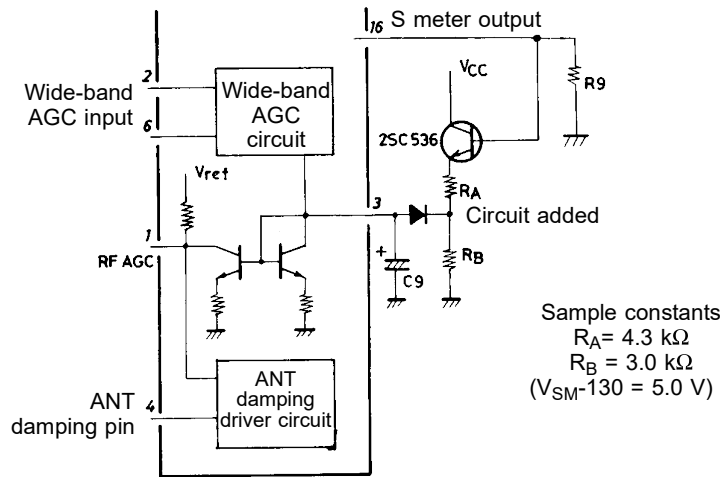 16 S meter output
2
Wide-band
AGC input
6
Wide-band
AGC
circuit
VCC
R9
2SC536
Vref
RA
3
Circuit added
1
RF AGC
+
C9
RB
Sample constants
RA= 4.3 kΩ
RB = 3.0 kΩ
(VSM-130 = 5.0 V)
ANT
damping pin
4
ANT
damping
driver circuit